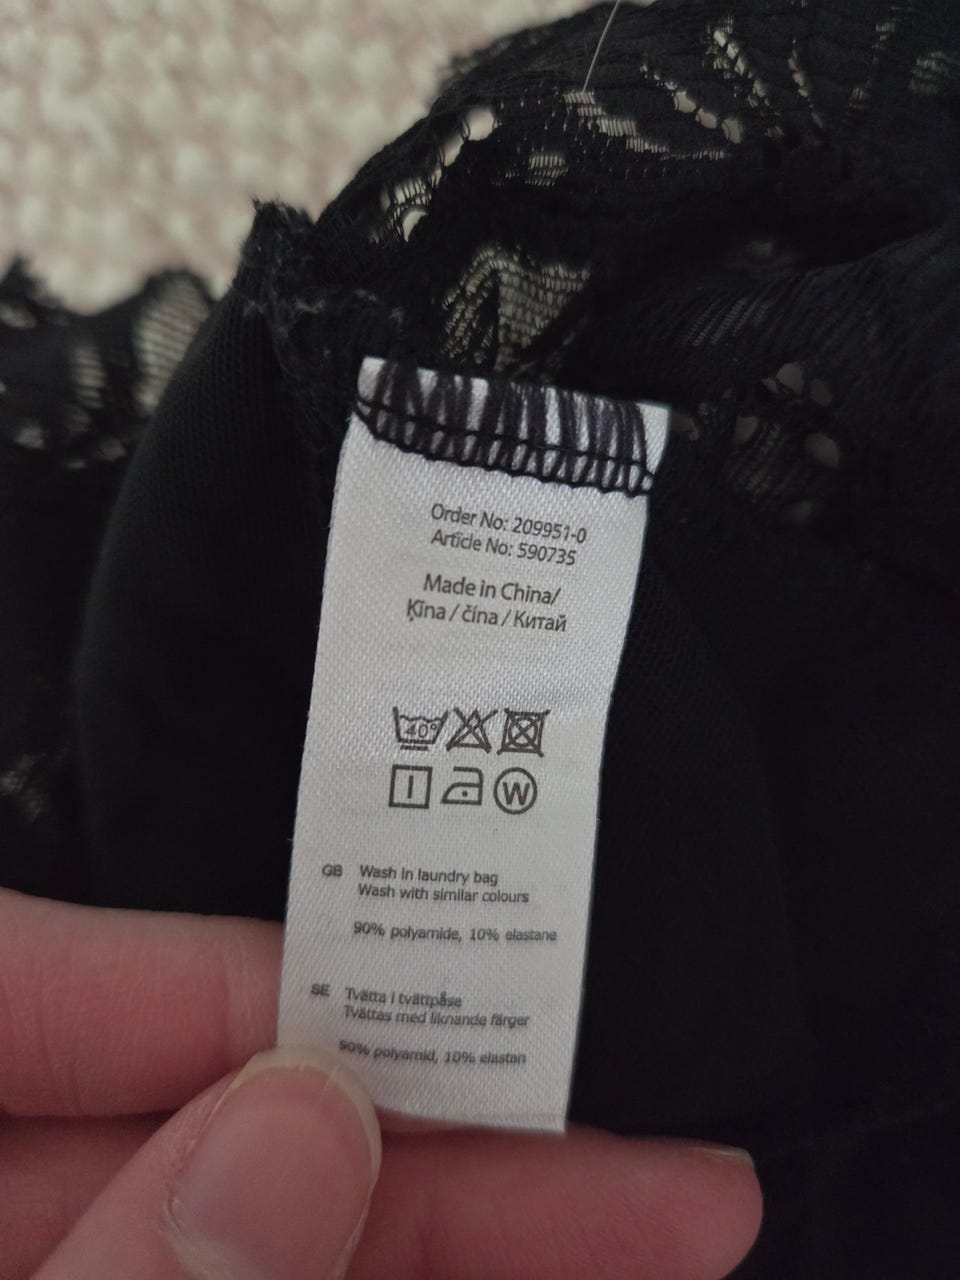 Order No: 209951-0
Article No: 590735
Made in China/
Ķīna / čína / Китай
40°
W
GB Wash in laundry bag
Wash with similar colours
90% polyamide, 10% elastane
SE Tvätta i tvättpåse
Tvättas med liknande färger
90% polyamid, 10% elastan